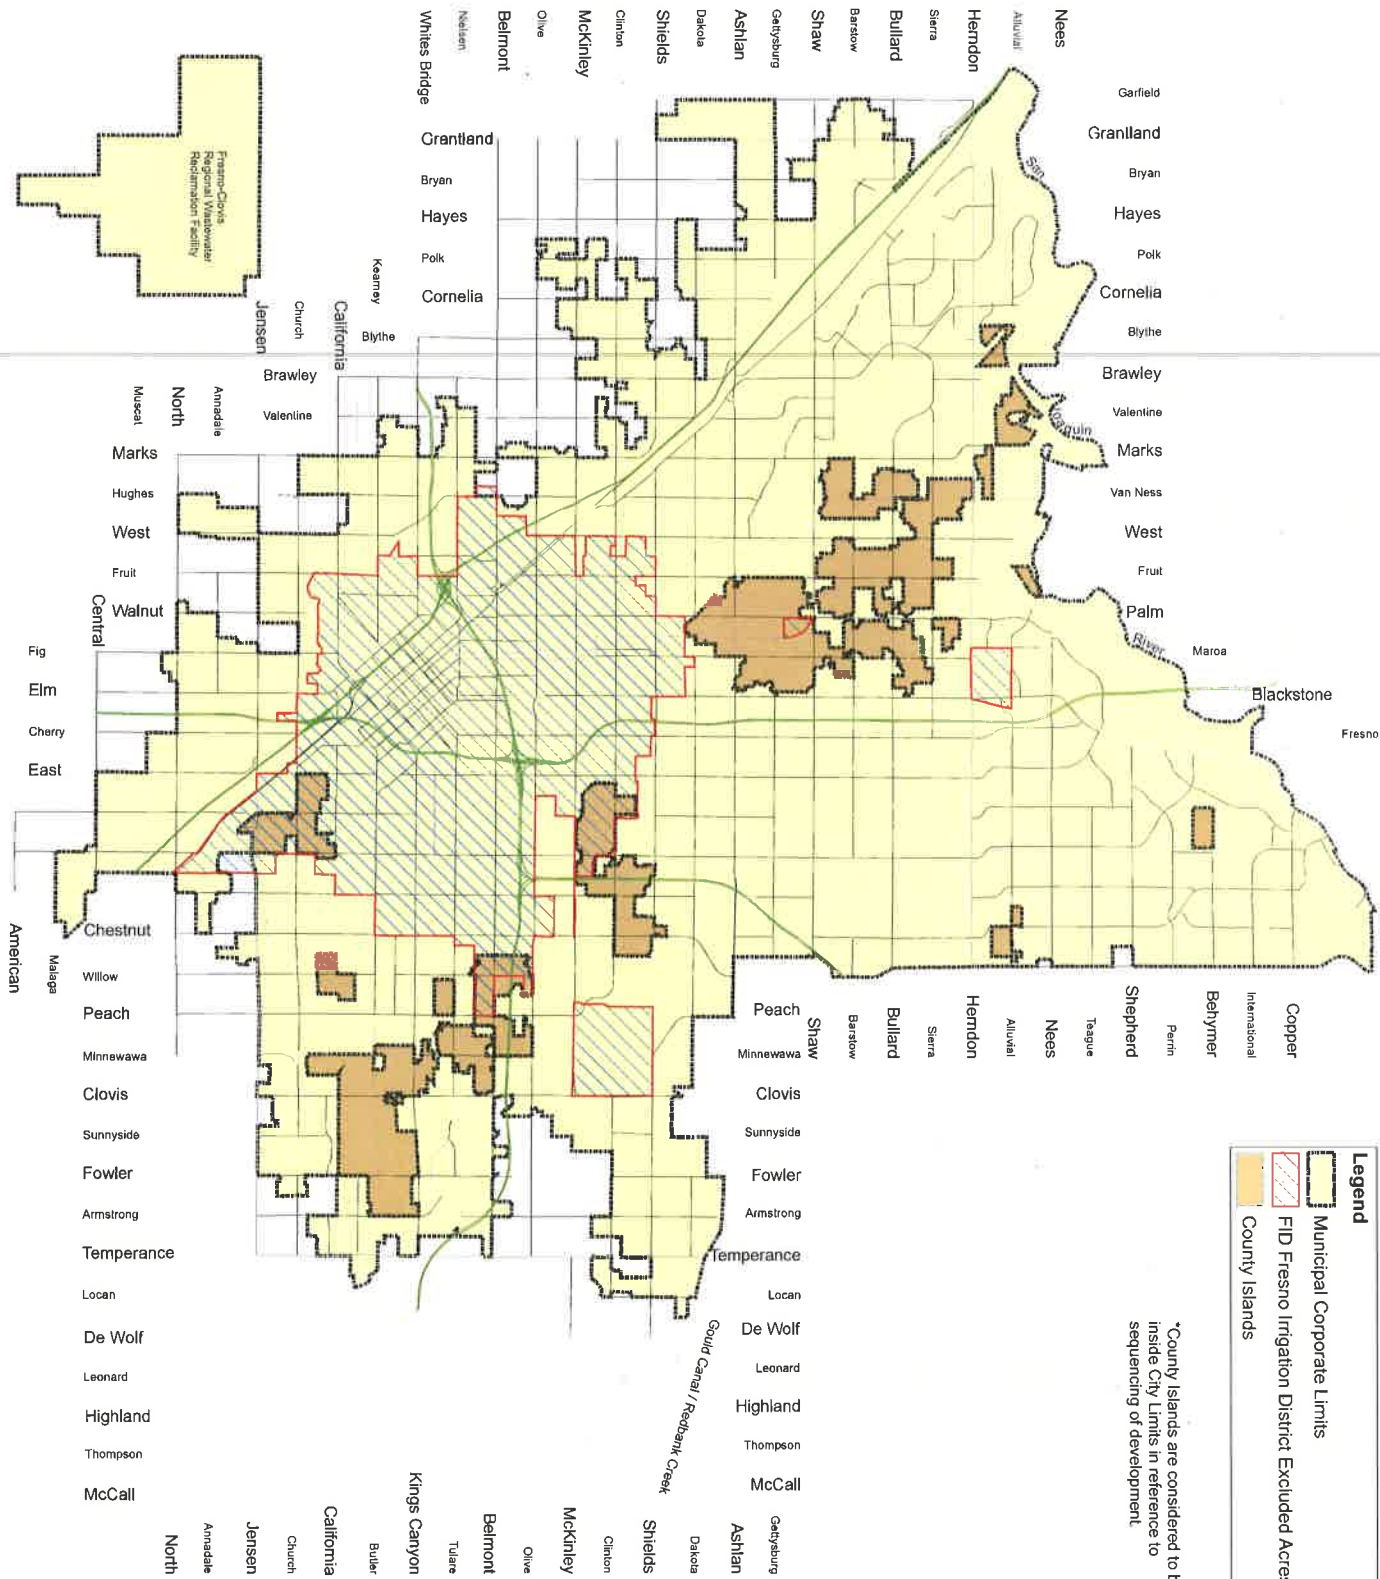 Whites Bridge
Nielsen
Belmont
Olive
McKinley
Clinton
Shields
Dakota
Ashlan
Gettysburg
Shaw
Barstow
Bullard
Sierra
Herndon
Alluvial
Nees
Garfield
Grantland
Bryan
Hayes
Polk
Cornelia
Blythe
Brawley
Valentine
Marks
Van Ness
West
Fruit
Palm
Maroa
Blackstone
Fresno
San
Joaquin
River
Grantland
Bryan
Hayes
Polk
Cornelia
Blythe
Kearney
California
Church
Jensen
Fresno-Clovis
Regional Wastewater
Reclamation Facility
Brawley
Valentine
Annadale
North
Muscat
Marks
Hughes
West
Fruit
Walnut
Central
Fig
Elm
Cherry
East
American
Malaga
Chestnut
Willow
Peach
Minnewawa
Clovis
Sunnyside
Fowler
Armstrong
Temperance
Locan
De Wolf
Leonard
Highland
Thompson
McCall
Peach
Minnewawa
Clovis
Sunnyside
Fowler
Armstrong
Temperance
Locan
De Wolf
Leonard
Highland
Thompson
McCall
Gould Canal / Redbank Creek
Shaw
Barstow
Bullard
Sierra
Herndon
Alluvial
Nees
Teague
Shepherd
Perrin
Behymer
International
Copper
North
Annadale
Jensen
Church
California
Butler
Kings Canyon
Tulare
Belmont
Olive
McKinley
Clinton
Shields
Dakota
Ashlan
Gettysburg
Legend
Municipal Corporate Limits
FID Fresno Irrigation District Excluded Acres
County Islands
*County Islands are considered to
inside City Limits in reference to
sequencing of development.